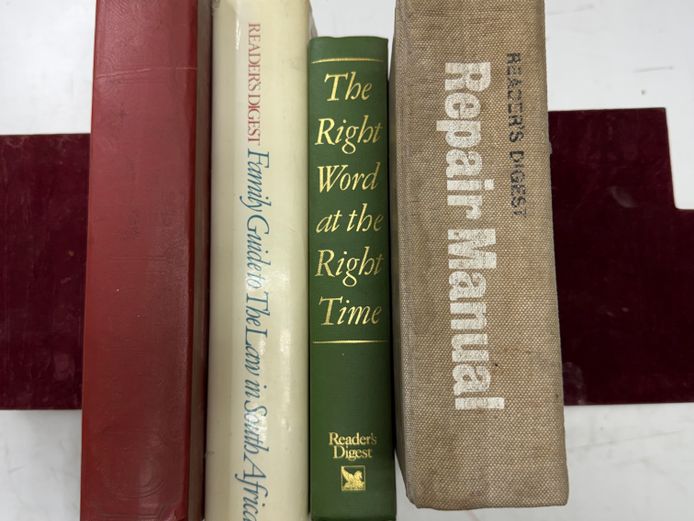 READER'S DIGEST
Family Guide to The Law in South Africa
The
Right
Word
at the
Right
Time
Reader's
Digest
READER'S DIGEST
Repair Manual